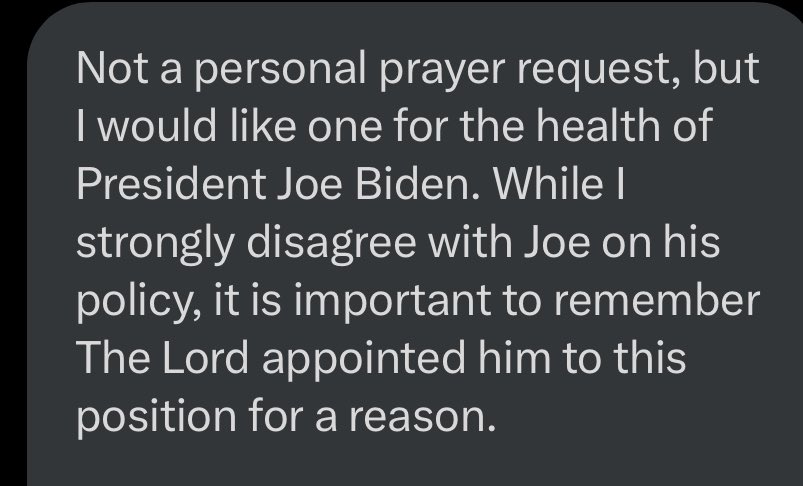 Not a personal prayer request, but
I would like one for the health of
President Joe Biden. While I
strongly disagree with Joe on his
policy, it is important to remember
The Lord appointed him to this
position for a reason.